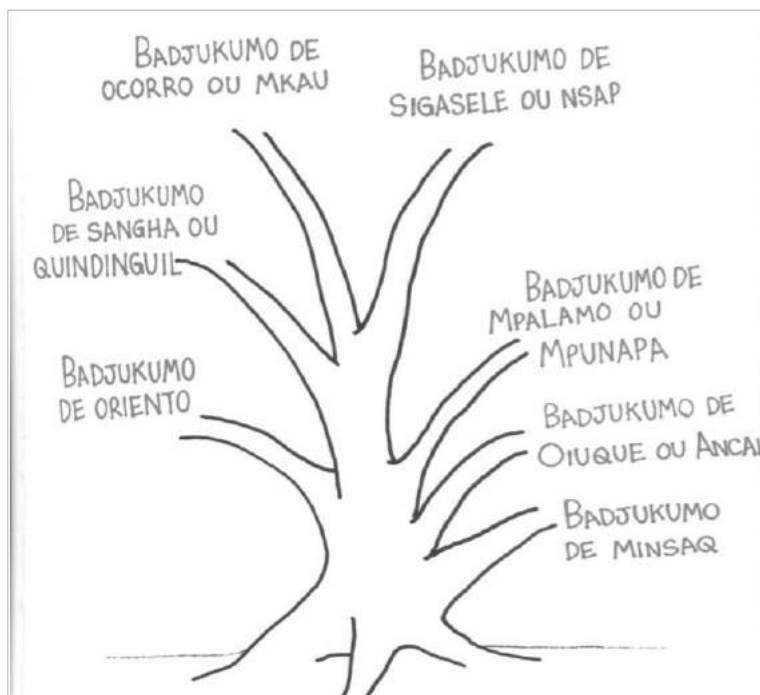 BADJUKUMO DE
OCORRO OU MKAU
BADJUKUMO DE
SIGASELE OU NSAP
BADJUKUMO
DE SANGHA OU
QUINDINGUIL
BADJUKUMO DE
MPALAMO OU
MPUNAPA
BADJUKUMO
DE ORIENTO
BADJUKUMO DE
OIUQUE OU ANCAL
BADJUKUMO
DE MINSAQ